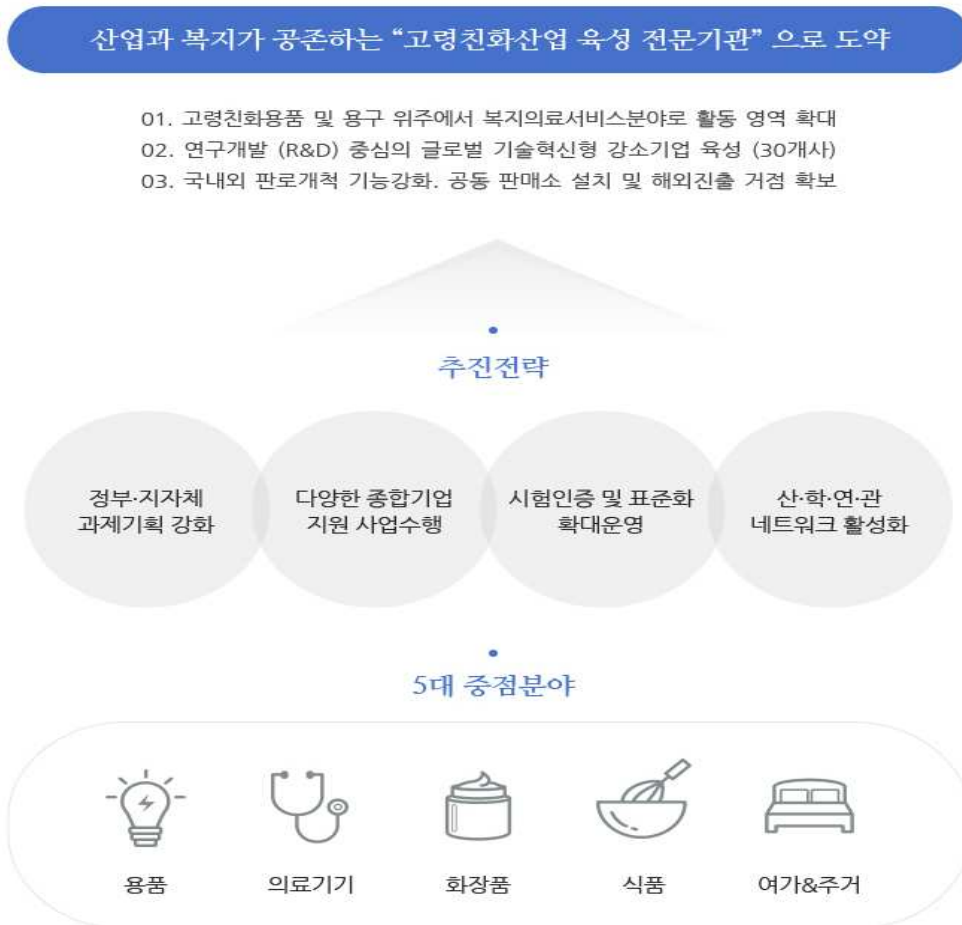 산업과 복지가 공존하는 “고령친화산업 육성 전문기관” 으로 도약
01. 고령친화용품 및 용구 위주에서 복지의료서비스분야로 활동 영역 확대
02. 연구개발 (R&D) 중심의 글로벌 기술혁신형 강소기업 육성 (30개사)
03. 국내외 판로개척 기능강화. 공동 판매소 설치 및 해외진출 거점 확보
추진전략
정부·지자체
과제기획 강화
다양한 종합기업
지원 사업수행
시험인증 및 표준화
확대운영
산·학·연·관
네트워크 활성화
5대 중점분야
용품
의료기기
화장품
식품
여가&주거